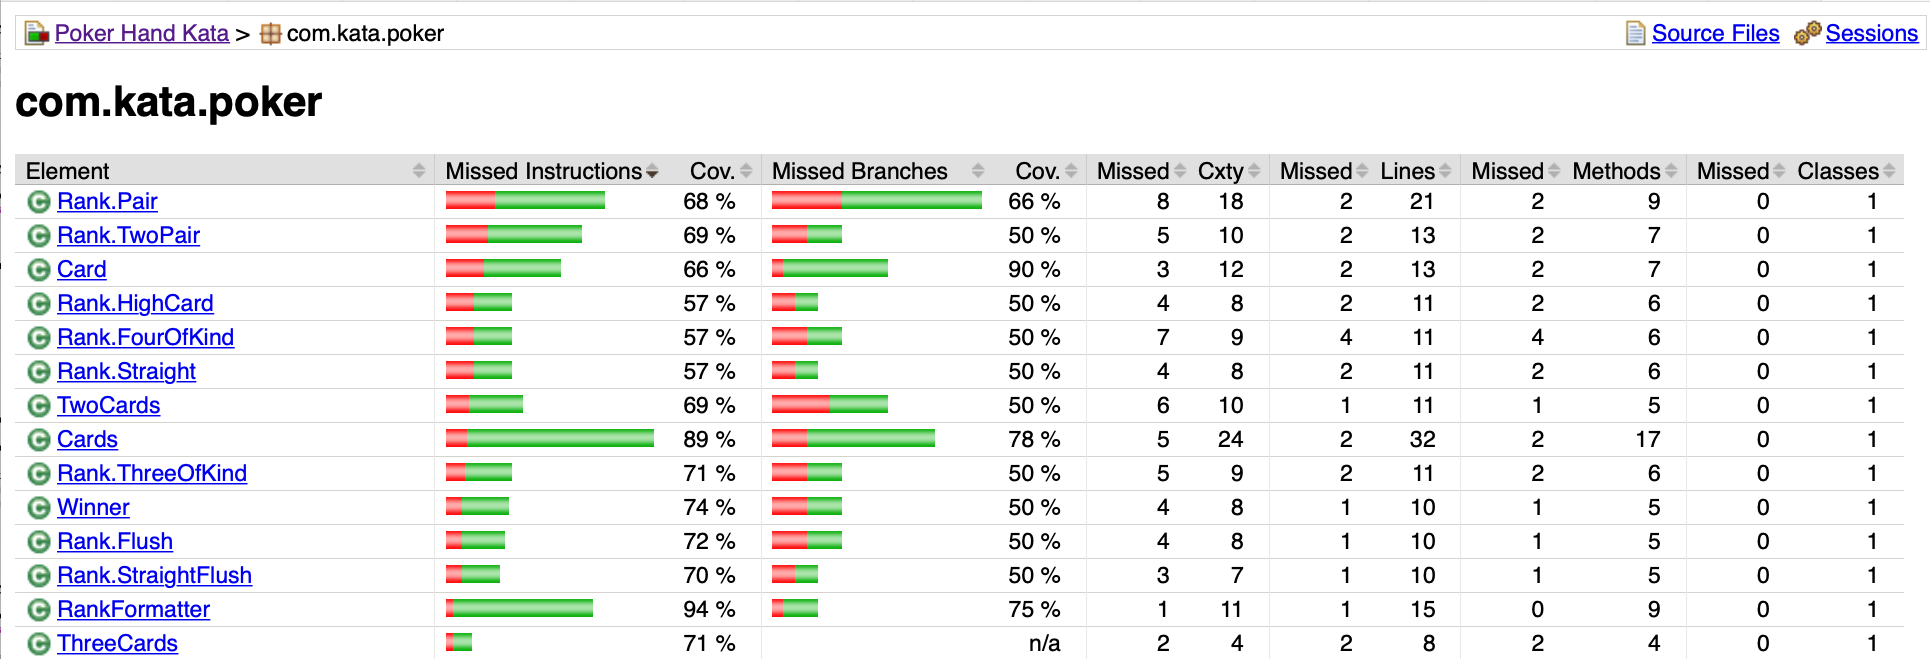 Poker Hand Kata > com.kata.poker Source Files Sessions
com.kata.poker
Element Missed Instructions Cov. Missed Branches Cov. Missed Cxty Missed Lines Missed Methods Missed Classes
Rank.Pair 68 % 66 % 8 18 2 21 2 9 0 1
Rank.TwoPair 69 % 50 % 5 10 2 13 2 7 0 1
Card 66 % 90 % 3 12 2 13 2 7 0 1
Rank.HighCard 57 % 50 % 4 8 2 11 2 6 0 1
Rank.FourOfKind 57 % 50 % 7 9 4 11 4 6 0 1
Rank.Straight 57 % 50 % 4 8 2 11 2 6 0 1
TwoCards 69 % 50 % 6 10 1 11 1 5 0 1
Cards 89 % 78 % 5 24 2 32 2 17 0 1
Rank.ThreeOfKind 71 % 50 % 5 9 2 11 2 6 0 1
Winner 74 % 50 % 4 8 1 10 1 5 0 1
Rank.Flush 72 % 50 % 4 8 1 10 1 5 0 1
Rank.StraightFlush 70 % 50 % 3 7 1 10 1 5 0 1
RankFormatter 94 % 75 % 1 11 1 15 0 9 0 1
ThreeCards 71 % n/a 2 4 2 8 2 4 0 1